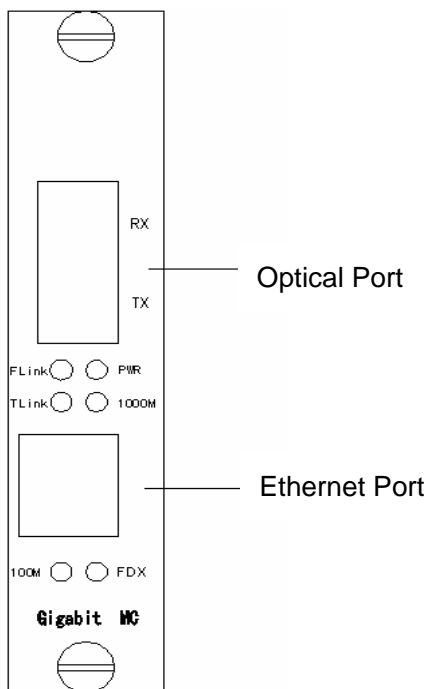 RX
Optical Port
TX
FLink PWR
TLink 1000M
Ethernet Port
100M FDX
Gigabit MC